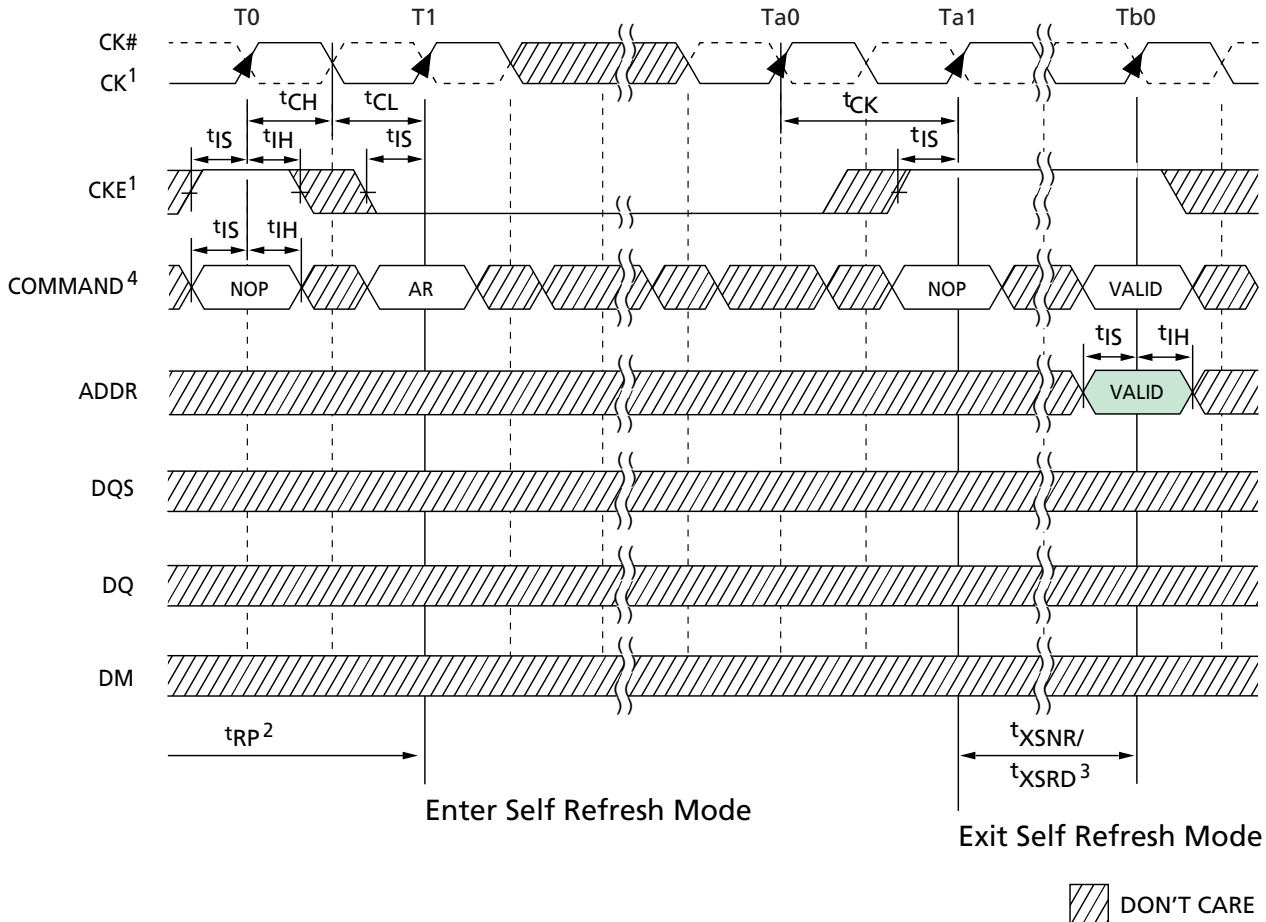 T0 T1 Ta0 Ta1 Tb0
CK#
CK1
tCH tCL tCK
tIS tIH tIS tIS
CKE1
tIS tIH
COMMAND4 NOP AR NOP VALID
tIS tIH
ADDR VALID
DQS
DQ
DM
tRP2 tXSNR/
tXSRD3
Enter Self Refresh Mode
Exit Self Refresh Mode
DON'T CARE